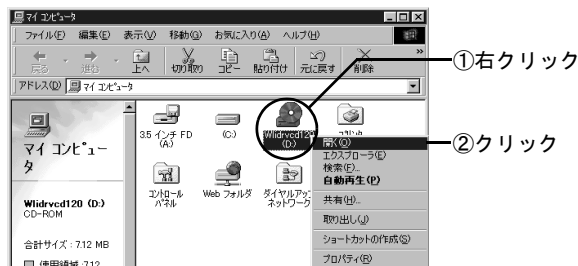 マイ コンピュータ
ファイル(F) 編集(E) 表示(V) 移動(G) お気に入り(A) ヘルプ(H)
戻る 進む 上へ 切り取り コピー 貼り付け 元に戻す 削除 »
アドレス(D) マイ コンピュータ
①右クリック
②クリック
マイ コンピュー
タ
Wlidrvcd120 (D:)
CD-ROM
合計サイズ : 7.12 MB
使用領域 :7.12
3.5 インチ FD
(A:)
(C:)
Wlidrvcd120
(D:)
コントロール
パネル
Web フォルダ
ダイヤルアップ
ネットワーク
開く(O)
エクスプローラ(E)
検索(F)...
自動再生(P)
共有(H)...
取り出し(J)
ショートカットの作成(S)
プロパティ(R)